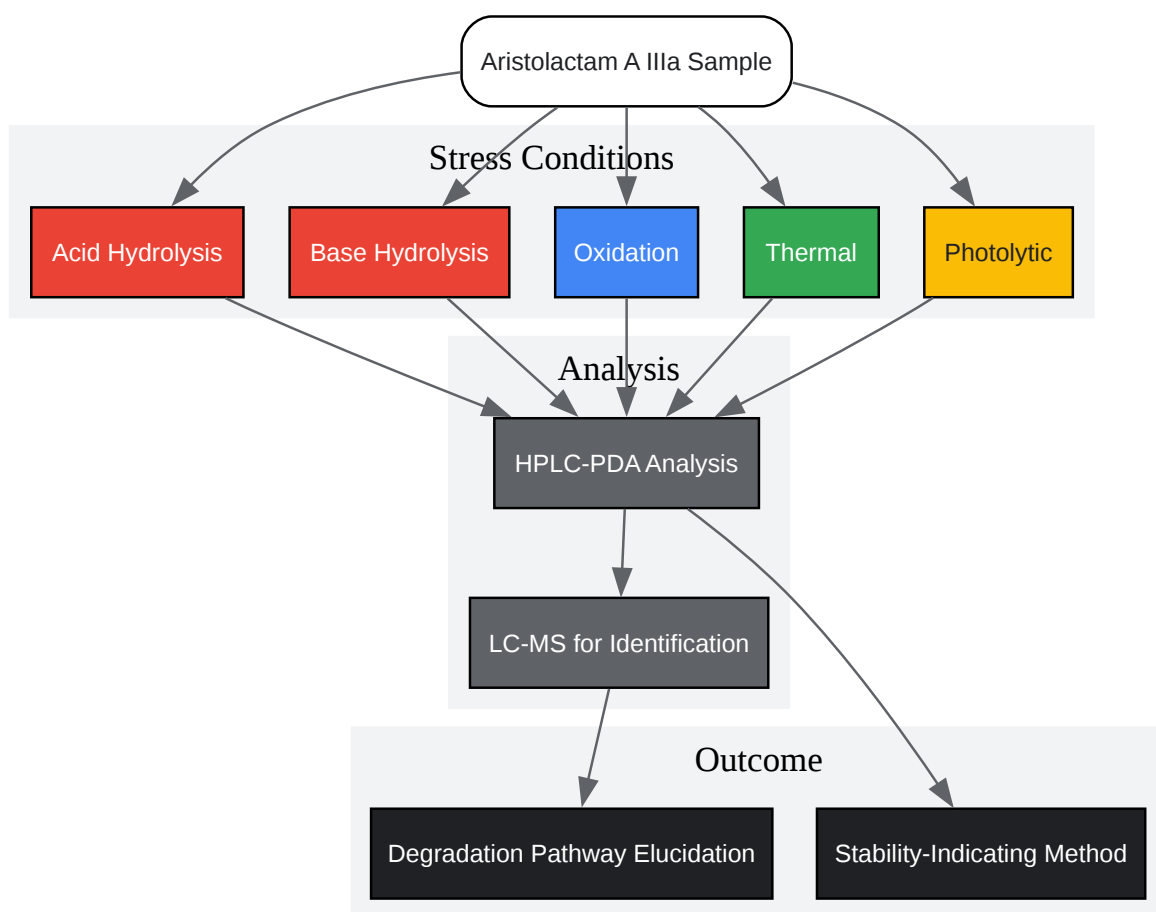 Aristolactam A IIIa Sample
Stress Conditions
Acid Hydrolysis
Base Hydrolysis
Oxidation
Thermal
Photolytic
Analysis
HPLC-PDA Analysis
LC-MS for Identification
Outcome
Degradation Pathway Elucidation
Stability-Indicating Method